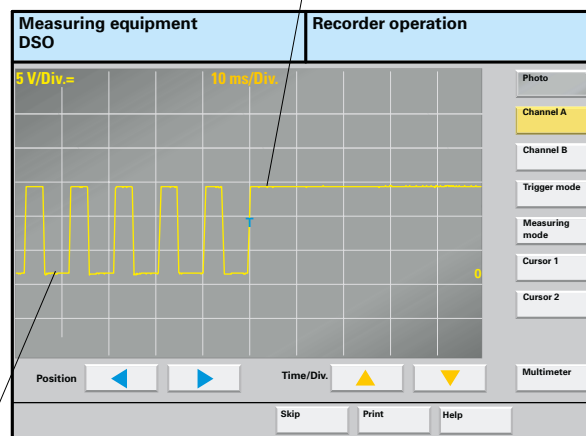 Measuring equipment
DSO
Recorder operation
5 V/Div.=
10 ms/Div.
Photo
Channel A
Channel B
Trigger mode
Measuring
mode
Cursor 1
Cursor 2
T
0
Position
Time/Div.
Multimeter
Skip
Print
Help